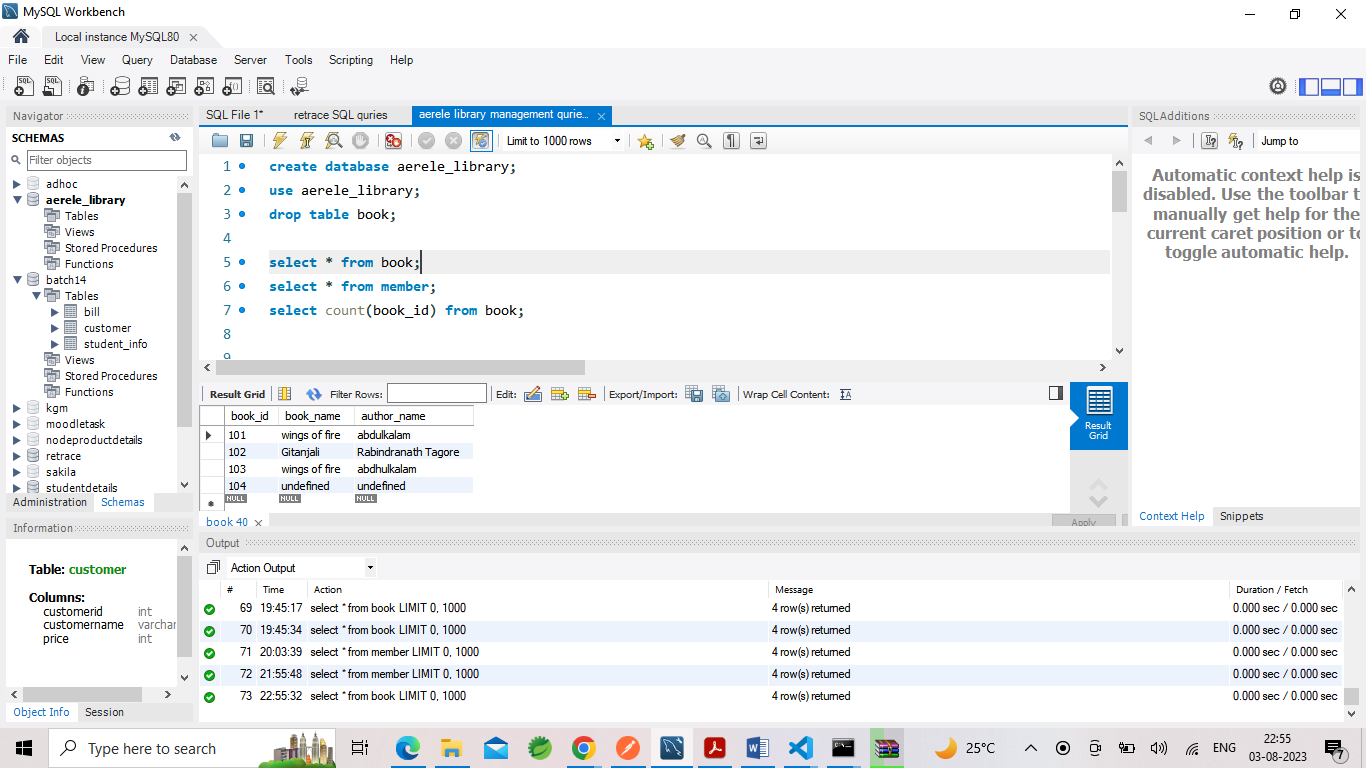 MySQL Workbench
Local instance MySQL80
File Edit View Query Database Server Tools Scripting Help
Navigator
SCHEMAS
Filter objects
adhoc
aerele_library
Tables
Views
Stored Procedures
Functions
batch14
Tables
bill
customer
student_info
Views
Stored Procedures
Functions
kgm
moodletask
nodeproductdetails
retrace
sakila
studentdetails
Administration Schemas
Information
Table: customer
Columns:
customerid int
customername varchar
price int
Object Info Session
SQL File 1* retrace SQL quries aerele library management qurie...
Limit to 1000 rows
1 create database aerele_library;
2 use aerele_library;
3 drop table book;
4
5 select * from book;
6 select * from member;
7 select count(book_id) from book;
8
9
Result Grid Filter Rows: Edit: Export/Import: Wrap Cell Content:
book_id book_name author_name
101 wings of fire abdulkalam
102 Gitanjali Rabindranath Tagore
103 wings of fire abdhulkalam
104 undefined undefined
NULL NULL NULL
Result
Grid
book 40
Apply
Output
Action Output
# Time Action Message Duration / Fetch
69 19:45:17 select * from book LIMIT 0, 1000 4 row(s) returned 0.000 sec / 0.000 sec
70 19:45:34 select * from book LIMIT 0, 1000 4 row(s) returned 0.000 sec / 0.000 sec
71 20:03:39 select * from member LIMIT 0, 1000 4 row(s) returned 0.000 sec / 0.000 sec
72 21:55:48 select * from member LIMIT 0, 1000 4 row(s) returned 0.000 sec / 0.000 sec
73 22:55:32 select * from book LIMIT 0, 1000 4 row(s) returned 0.000 sec / 0.000 sec
SQLAdditions
Jump to
Automatic context help is
disabled. Use the toolbar t
manually get help for the
current caret position or to
toggle automatic help.
Context Help Snippets
Type here to search
25°C
ENG
22:55
03-08-2023
7